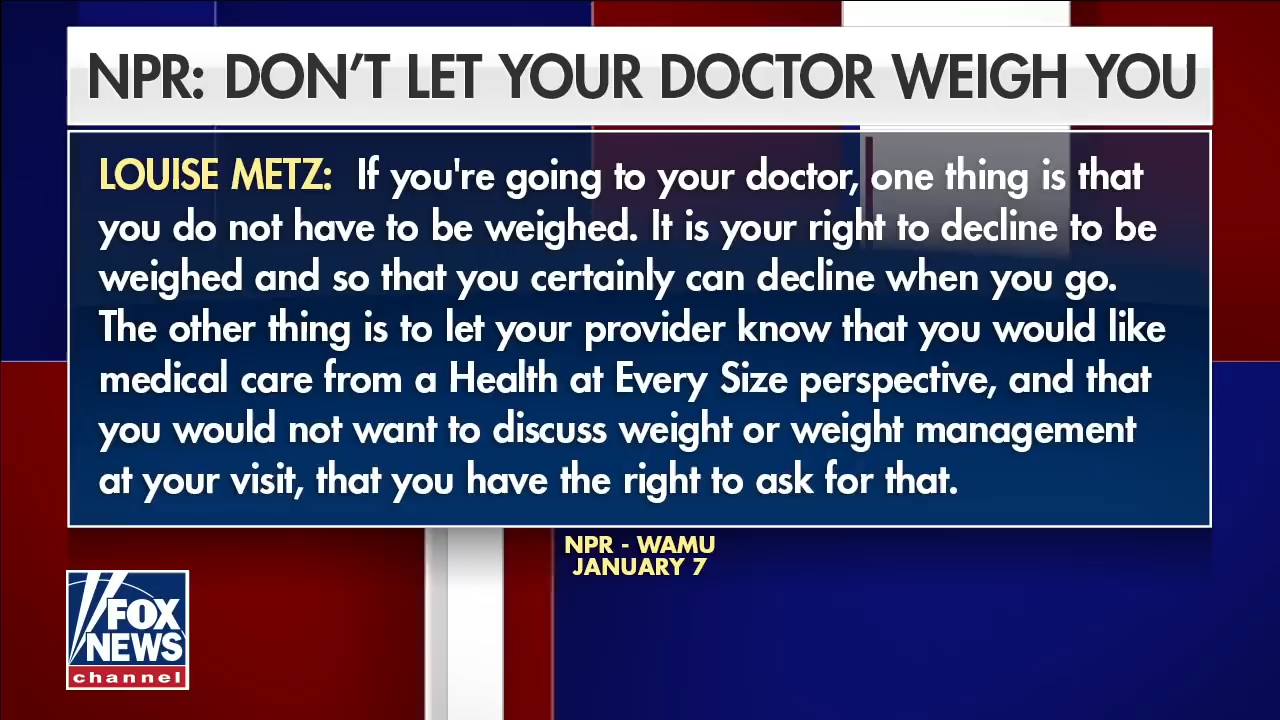 NPR: DON'T LET YOUR DOCTOR WEIGH YOU
LOUISE METZ: If you're going to your doctor, one thing is that
you do not have to be weighed. It is your right to decline to be
weighed and so that you certainly can decline when you go.
The other thing is to let your provider know that you would like
medical care from a Health at Every Size perspective, and that
you would not want to discuss weight or weight management
at your visit, that you have the right to ask for that.
NPR - WAMU
JANUARY 7
FOX
NEWS
channel